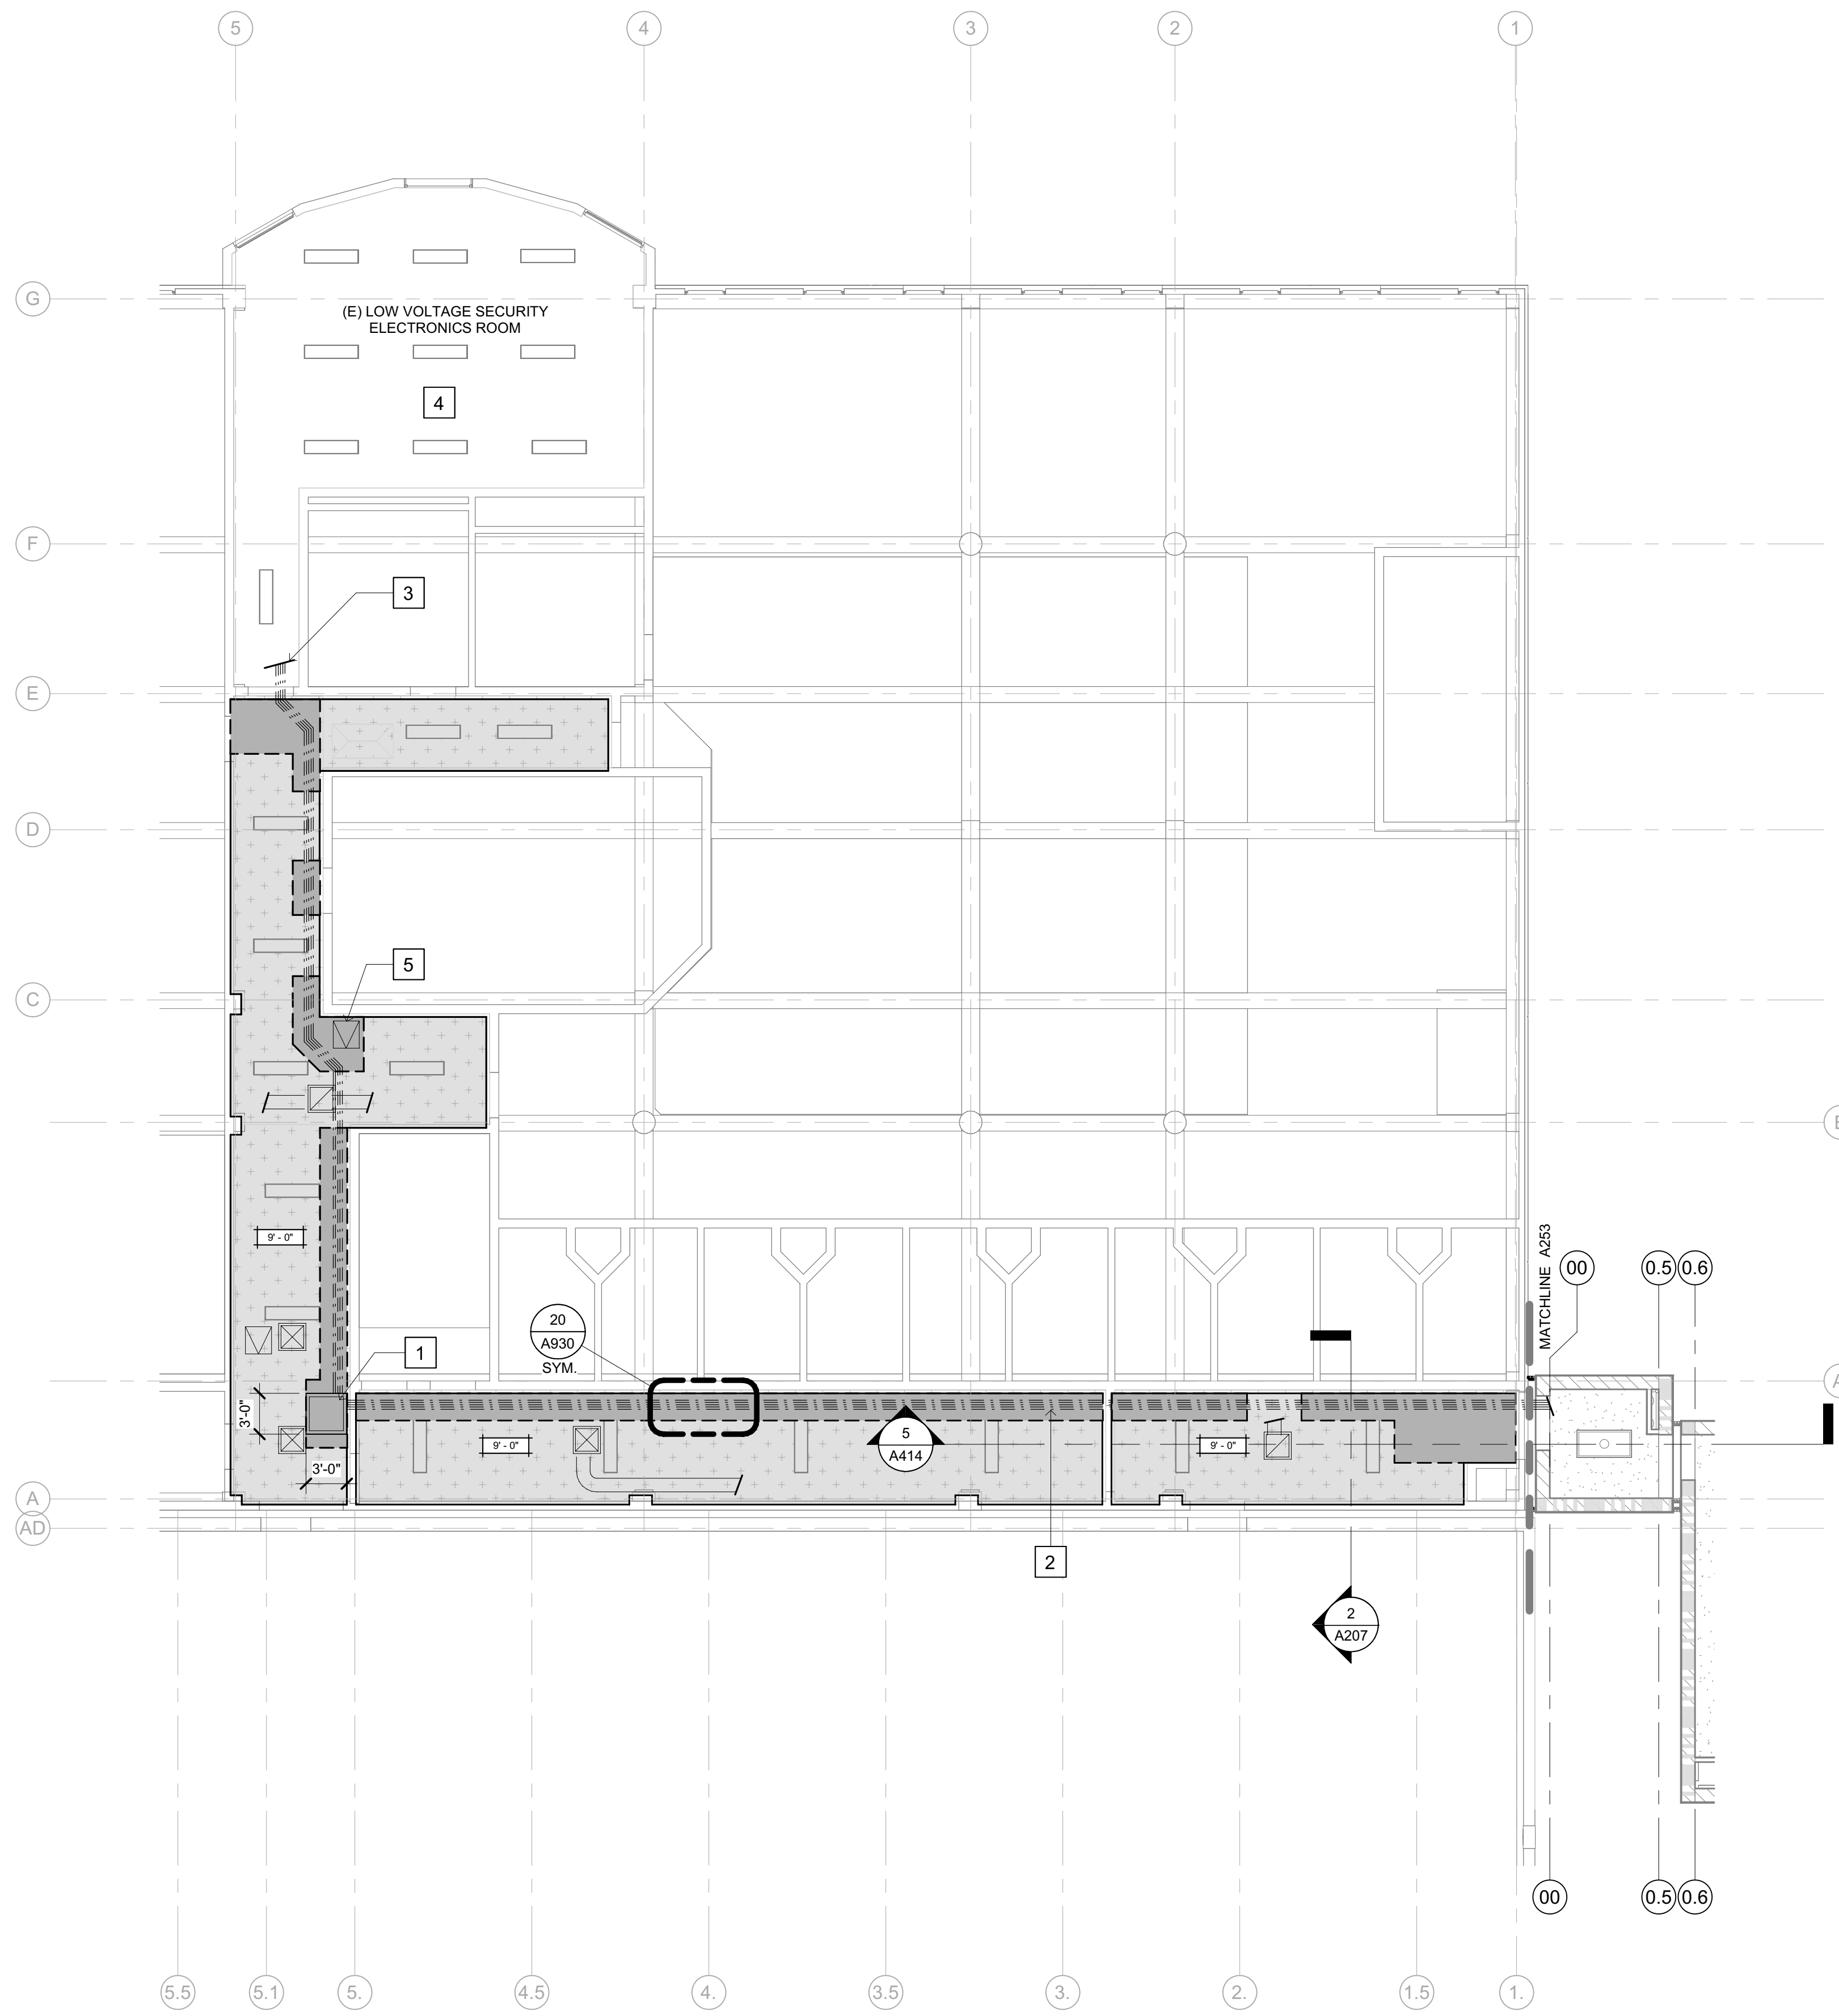 5
4
3
2
1
G
(E) LOW VOLTAGE SECURITY
ELECTRONICS ROOM
4
F
3
E
D
5
C
B
9' - 0"
MATCHLINE A253
00
0.5
0.6
20
A930
SYM.
1
3'-0"
9' - 0"
5
A414
9' - 0"
3'-0"
A
AD
2
2
A207
00
0.5
0.6
5.5
5.1
5.
4.5
4.
3.5
3.
2.
1.5
1.